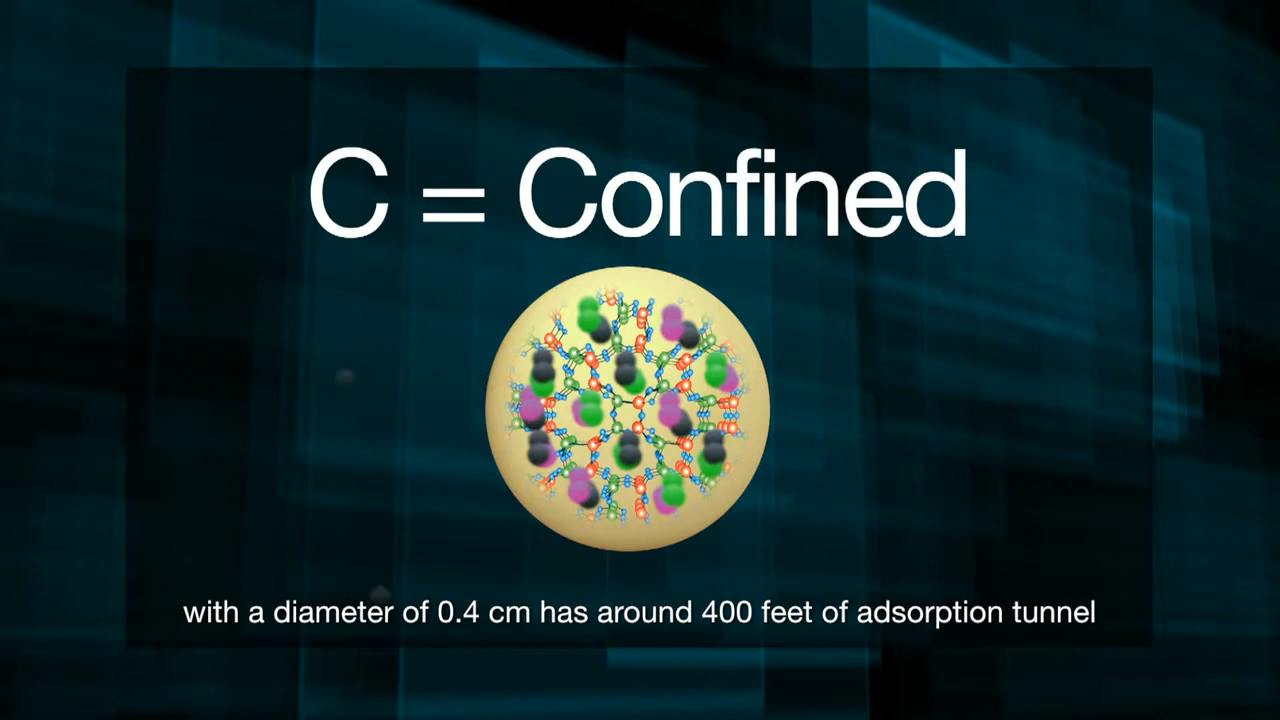 C = Confined
with a diameter of 0.4 cm has around 400 feet of adsorption tunnel